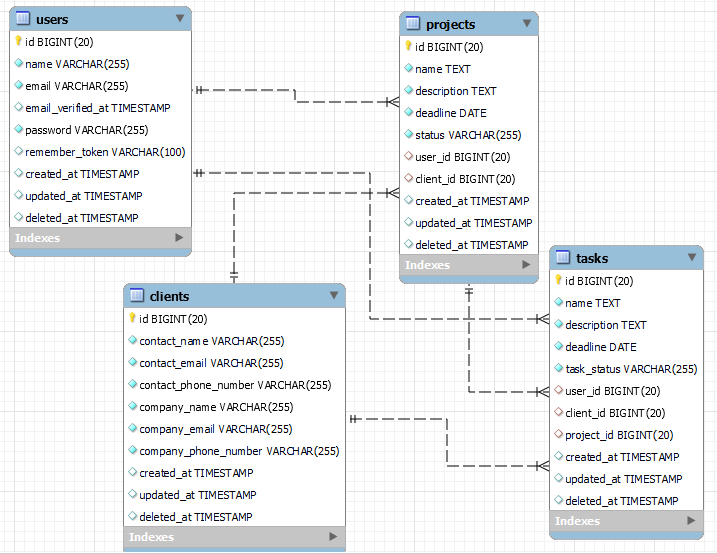 users
id BIGINT(20)
name VARCHAR(255)
email VARCHAR(255)
email_verified_at TIMESTAMP
password VARCHAR(255)
remember_token VARCHAR(100)
created_at TIMESTAMP
updated_at TIMESTAMP
deleted_at TIMESTAMP
Indexes
projects
id BIGINT(20)
name TEXT
description TEXT
deadline DATE
status VARCHAR(255)
user_id BIGINT(20)
client_id BIGINT(20)
created_at TIMESTAMP
updated_at TIMESTAMP
deleted_at TIMESTAMP
Indexes
clients
id BIGINT(20)
contact_name VARCHAR(255)
contact_email VARCHAR(255)
contact_phone_number VARCHAR(255)
company_name VARCHAR(255)
company_email VARCHAR(255)
company_phone_number VARCHAR(255)
created_at TIMESTAMP
updated_at TIMESTAMP
deleted_at TIMESTAMP
Indexes
tasks
id BIGINT(20)
name TEXT
description TEXT
deadline DATE
task_status VARCHAR(255)
user_id BIGINT(20)
client_id BIGINT(20)
project_id BIGINT(20)
created_at TIMESTAMP
updated_at TIMESTAMP
deleted_at TIMESTAMP
Indexes